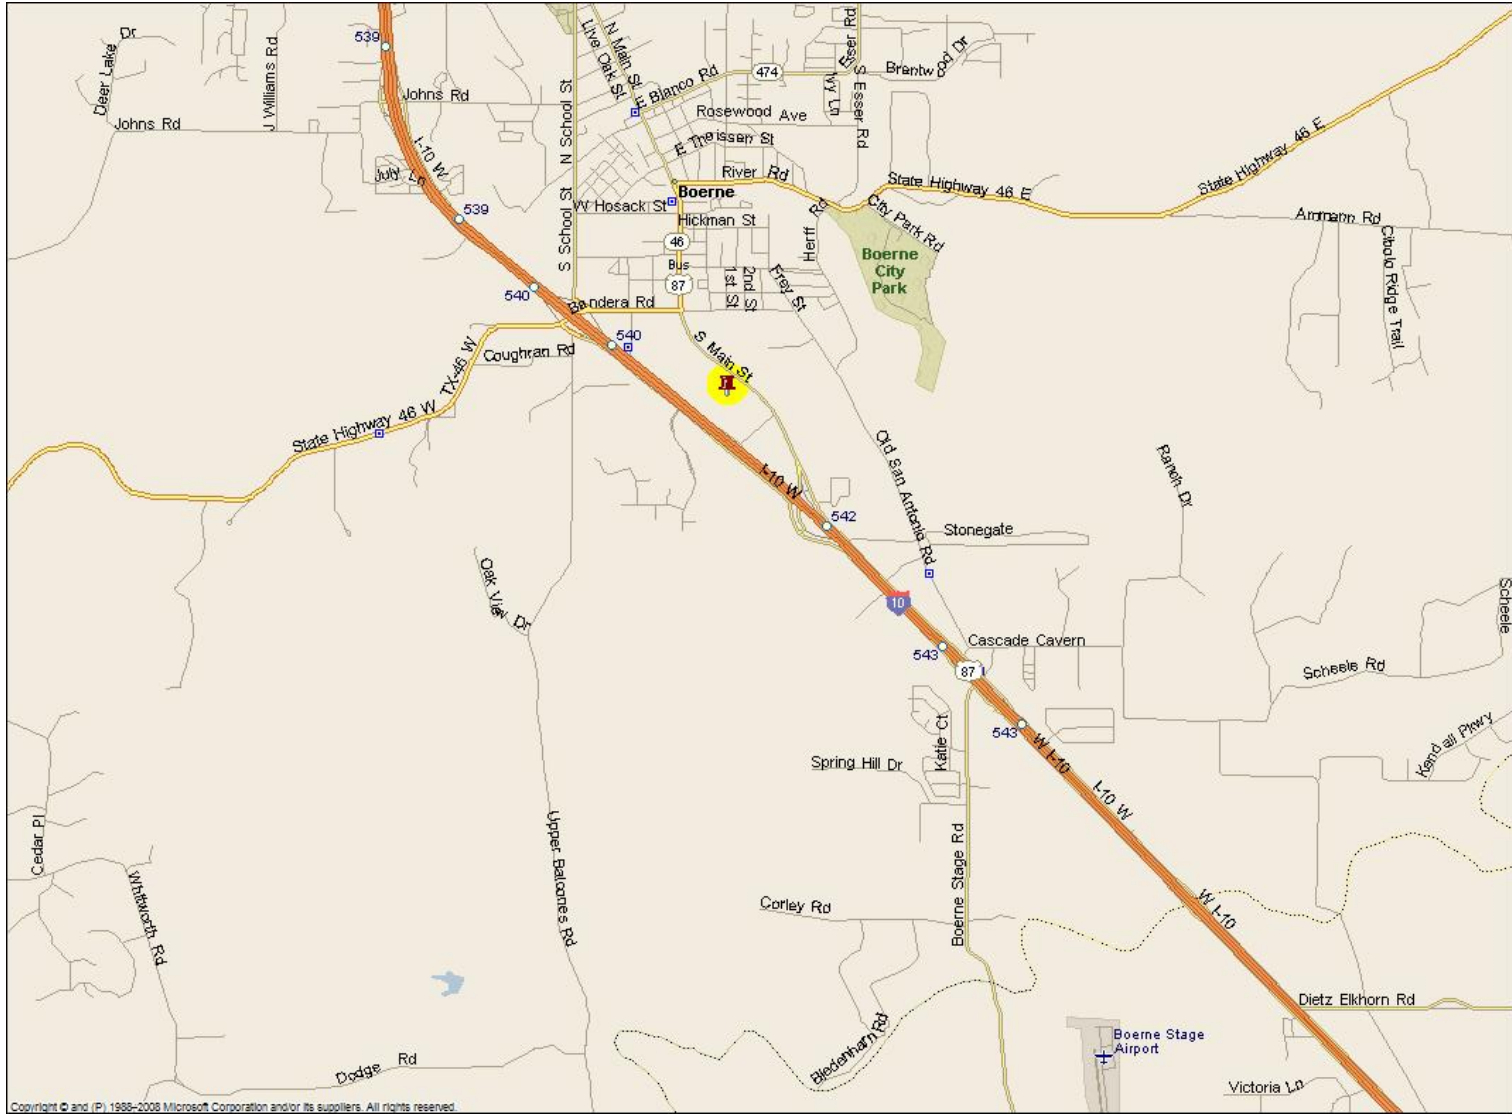 Deer Lake Dr
J Williams Rd
539
Johns Rd
Johns Rd
I-10 W
July Ln
539
540
540
Live Oak St
N Main St
E Blanco Rd
474
Esser Rd
S Esser Rd
Ivy Ln
Brentwood Dr
Rosewood Ave
E Theissen St
N School St
S School St
River Rd
Boerne
W Hosack St
Hickman St
46
Bus
87
1st St
2nd St
Frey St
Herff Rd
City Park Rd
Boerne
City
Park
State Highway 46 E
State Highway 46 E
Ammann Rd
Cibolo Ridge Trail
Bandera Rd
Coughran Rd
TX-46 W
State Highway 46 W
S Main St
Old San Antonio Rd
I-10 W
542
Stonegate
Ranch Dr
Oak View Dr
10
Cascade Cavern
543
87
543
Scheele
Scheele Rd
Kendall Pkwy
Katie Ct
Spring Hill Dr
W I-10
I-10 W
W I-10
Cedar Pl
Whitworth Rd
Upper Balcones Rd
Boerne Stage Rd
Corley Rd
Bledenharn Rd
Dodge Rd
Dietz Elkhorn Rd
Boerne Stage
Airport
Victoria Ln
Copyright © and (P) 1988–2008 Microsoft Corporation and/or its suppliers. All rights reserved.